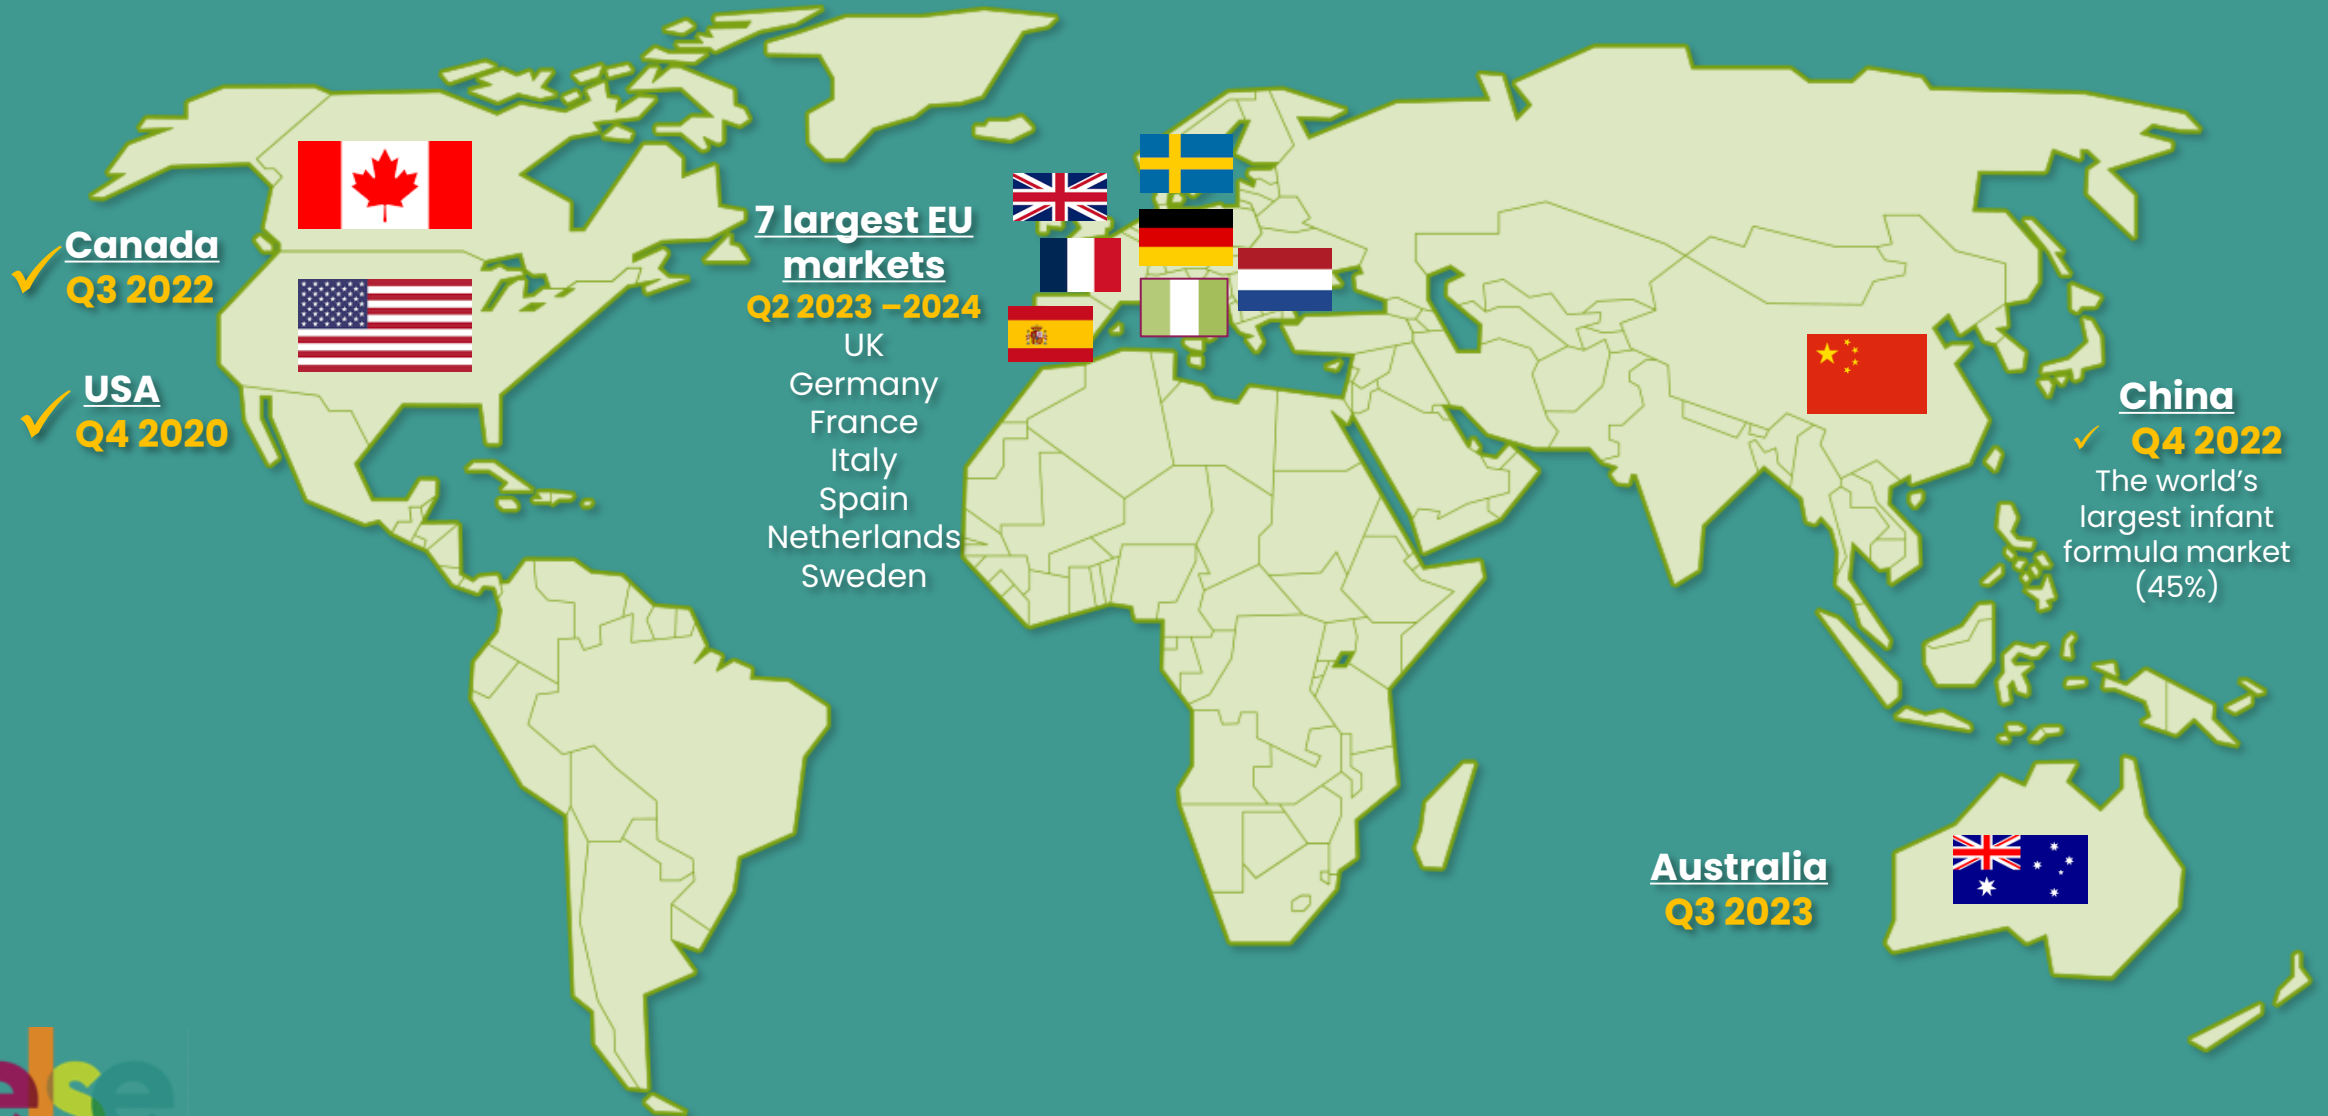 Canada
Q3 2022
USA
Q4 2020
7 largest EU
markets
Q2 2023 –2024
UK
Germany
France
Italy
Spain
Netherlands
Sweden
China
✓ Q4 2022
The world’s
largest infant
formula market
(45%)
Australia
Q3 2023
else